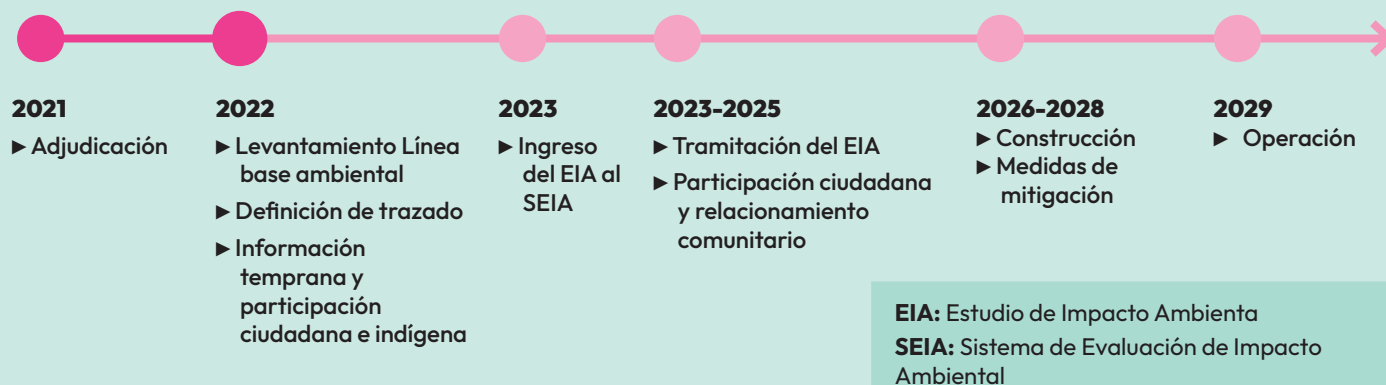 2021
► Adjudicación
2022
► Levantamiento Línea
base ambiental
► Definición de trazado
► Información
temprana y
participación
ciudadana e indígena
2023
► Ingreso
del EIA al
SEIA
2023-2025
► Tramitación del EIA
► Participación ciudadana
y relacionamiento
comunitario
2026-2028
► Construcción
► Medidas de
mitigación
2029
► Operación
EIA: Estudio de Impacto Ambienta
SEIA: Sistema de Evaluación de Impacto
Ambiental